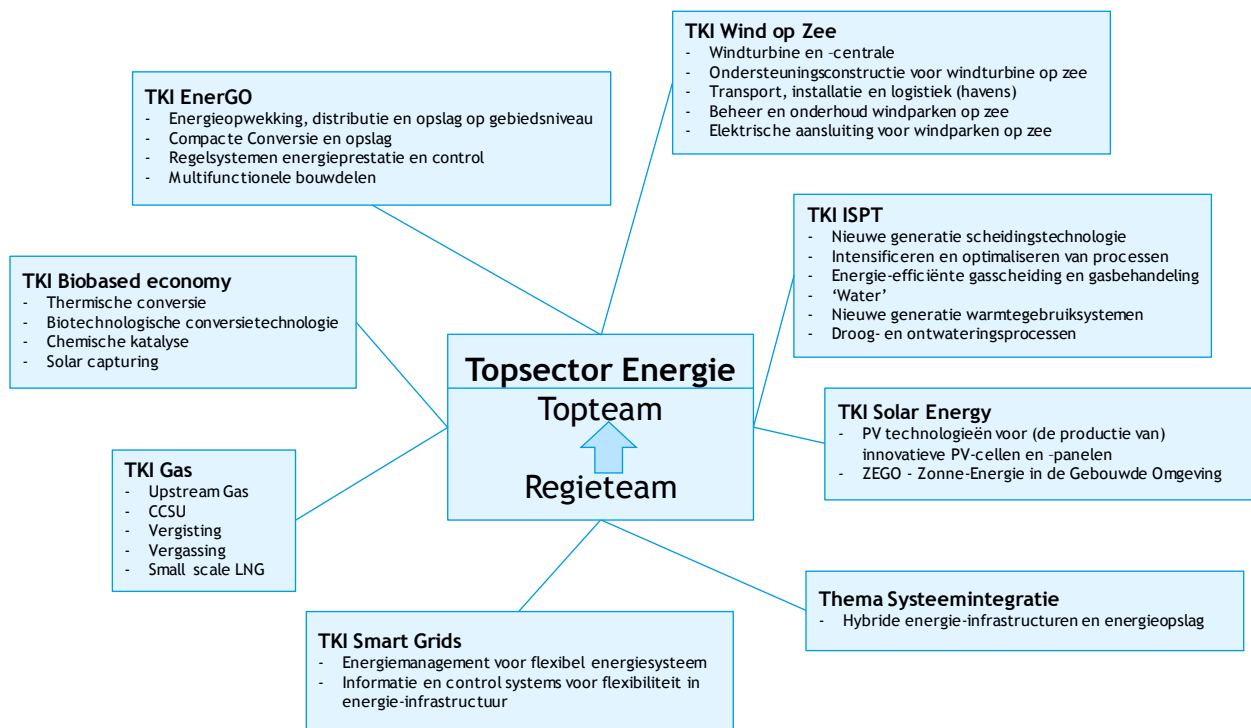 TKI Wind op Zee
- Windturbine en -centrale
- Ondersteuningsconstructie voor windturbine op zee
- Transport, installatie en logistiek (havens)
- Beheer en onderhoud windparken op zee
- Elektrische aansluiting voor windparken op zee
TKI EnerGO
- Energieopwekking, distributie en opslag op gebiedsniveau
- Compacte Conversie en opslag
- Regelsystemen energieprestatie en control
- Multifunctionele bouwdelen
TKI ISPT
- Nieuwe generatie scheidingstechnologie
- Intensificeren en optimaliseren van processen
- Energie-efficiënte gasscheiding en gasbehandeling
- ‘Water’
- Nieuwe generatie warmtegebruiksystemen
- Droog- en ontwateringsprocessen
TKI Biobased economy
- Thermische conversie
- Biotechnologische conversietechnologie
- Chemische katalyse
- Solar capturing
Topsector Energie
Topteam
Regieteam
TKI Solar Energy
- PV technologieën voor (de productie van)
innovatieve PV-cellen en -panelen
- ZEGO - Zonne-Energie in de Gebouwde Omgeving
TKI Gas
- Upstream Gas
- CCSU
- Vergisting
- Vergassing
- Small scale LNG
Thema Systeemintegratie
- Hybride energie-infrastructuren en energieopslag
TKI Smart Grids
- Energiemanagement voor flexibel energiesysteem
- Informatie en control systems voor flexibiliteit in
energie-infrastructuur